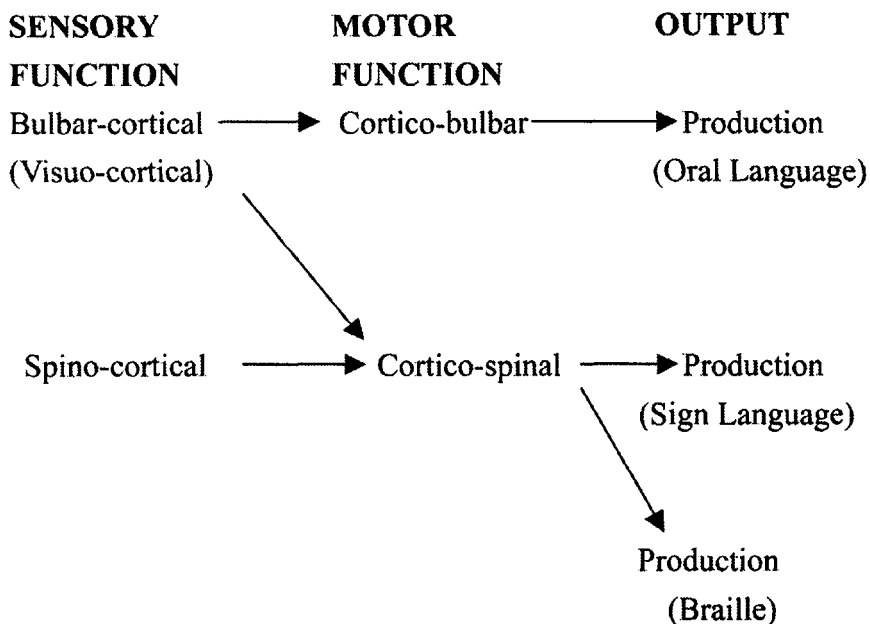 SENSORY MOTOR OUTPUT
FUNCTION FUNCTION
Bulbar-cortical Cortico-bulbar Production
(Visuo-cortical) (Oral Language)
Spino-cortical Cortico-spinal Production
(Sign Language)
Production
(Braille)